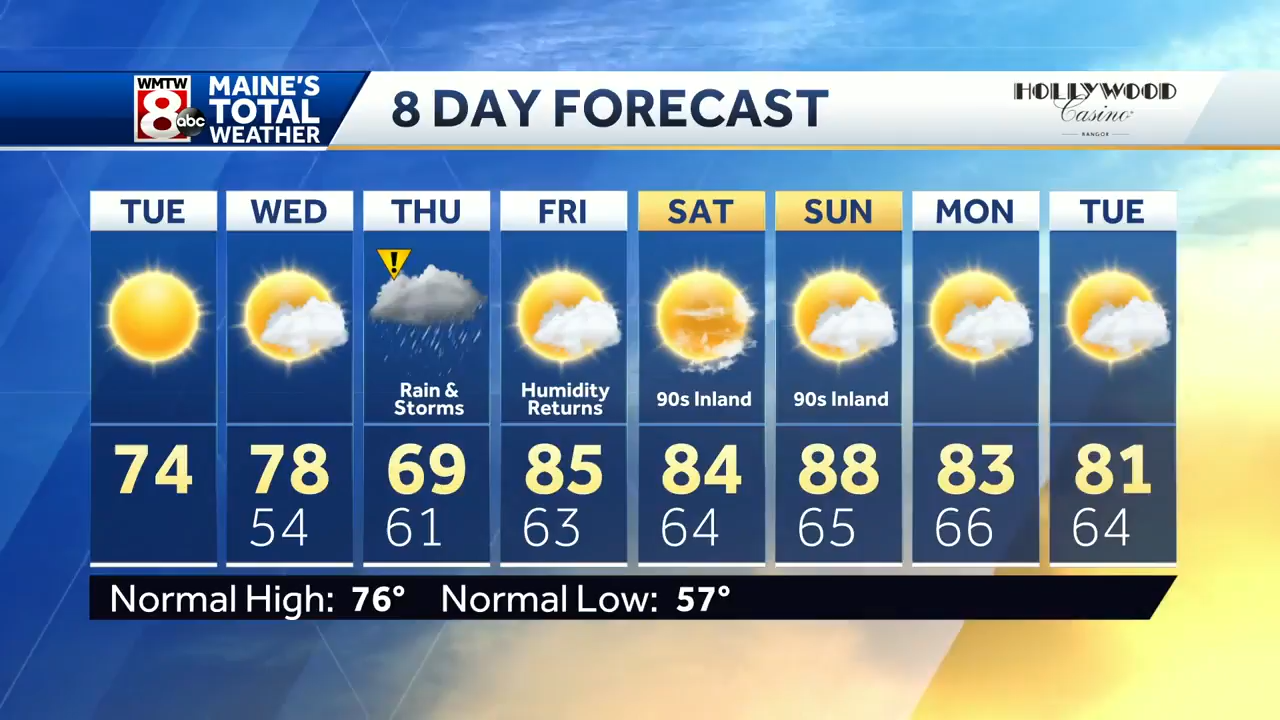 WMTW
8
abc
MAINE'S
TOTAL
WEATHER
8 DAY FORECAST
HOLLYWOOD
Casino
BANGOR
TUE WED THU FRI SAT SUN MON TUE
!
Rain &
Storms
Humidity
Returns
90s Inland
90s Inland
74 78 69 85 84 88 83 81
54 61 63 64 65 66 64
Normal High: 76° Normal Low: 57°